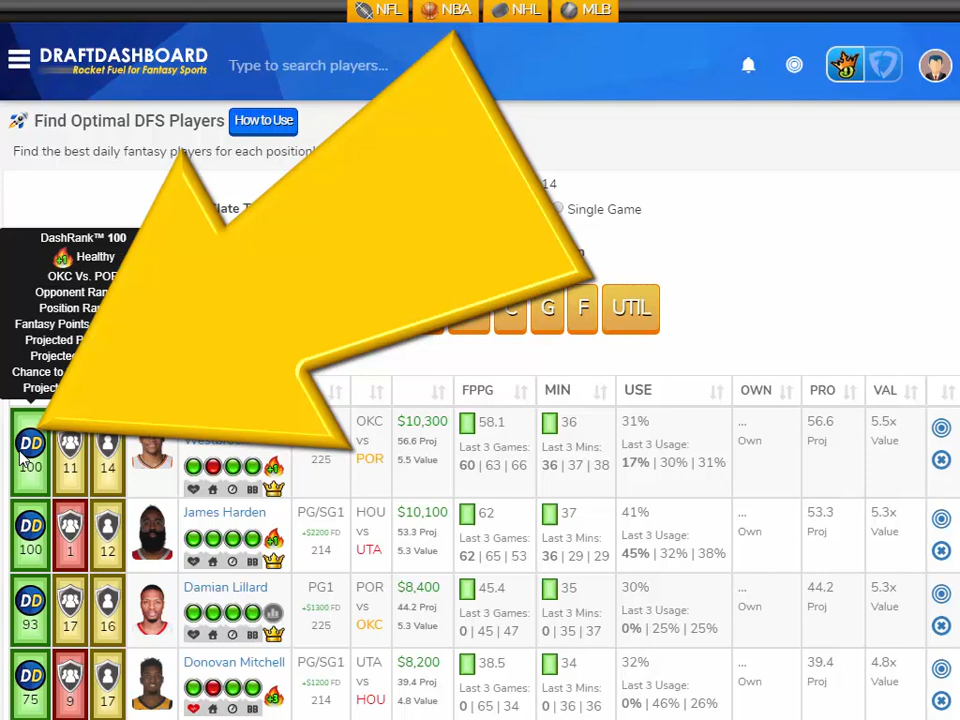 NFL NBA NHL MLB
DRAFTDASHBOARD
Rocket Fuel for Fantasy Sports
Type to search players...
Find Optimal DFS Players How to Use
Find the best daily fantasy players for each position!
14
Single Game
DashRank™ 100
+1 Healthy
OKC Vs. POR
Opponent
Position
Fantasy Points
Projected
Chance to
G F UTIL
FPPG MIN USE OWN PRO VAL
DD 100 11 14
225
OKC vs POR
$10,300
56.6 Proj
5.5 Value
58.1
Last 3 Games:
60 | 63 | 66
36
Last 3 Mins:
36 | 37 | 38
31%
Last 3 Usage:
17% | 30% | 31%
...
Own
56.6
Proj
5.5x
Value
DD 100 1 12
James Harden
BB
PG/SG1
+$2200 FD
214
HOU vs UTA
$10,100
53.3 Proj
5.3 Value
62
Last 3 Games:
62 | 65 | 53
37
Last 3 Mins:
36 | 29 | 29
41%
Last 3 Usage:
45% | 32% | 38%
...
Own
53.3
Proj
5.3x
Value
DD 93 17 16
Damian Lillard
BB
PG1
+$1300 FD
225
POR vs OKC
$8,400
44.2 Proj
5.3 Value
45.4
Last 3 Games:
0 | 45 | 47
35
Last 3 Mins:
0 | 35 | 37
30%
Last 3 Usage:
0% | 25% | 25%
...
Own
44.2
Proj
5.3x
Value
DD 75 9 17
Donovan Mitchell
+3
BB
PG/SG1
+$1200 FD
214
UTA vs HOU
$8,200
39.4 Proj
4.8 Value
38.5
Last 3 Games:
0 | 65 | 34
34
Last 3 Mins:
0 | 36 | 36
32%
Last 3 Usage:
0% | 46% | 26%
...
Own
39.4
Proj
4.8x
Value